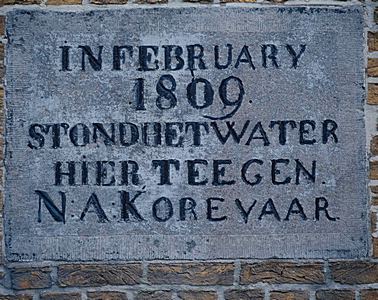 IN FEBRUARY
1809
STOND HET WATER
HIER TEEGEN
N: A: KOREVAAR